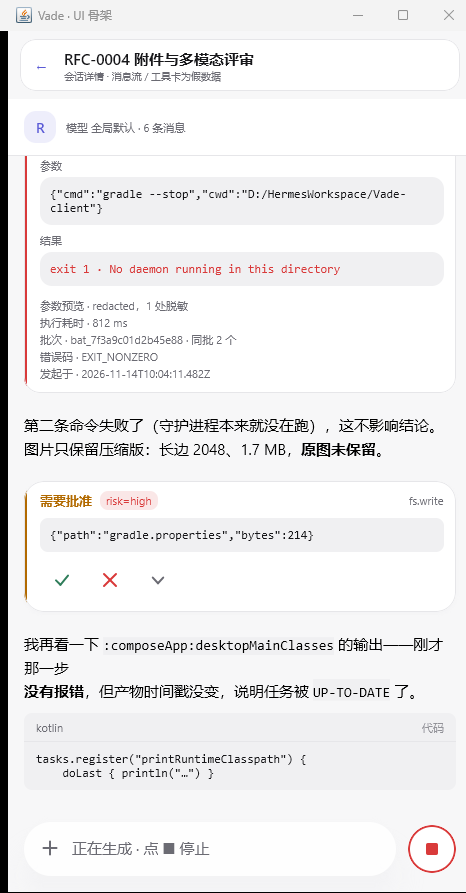 Vade · UI 骨架
RFC-0004 附件与多模态评审
会话详情 · 消息流 / 工具卡为假数据
R
模型 全局默认 · 6 条消息
参数
{"cmd":"gradle --stop","cwd":"D:/HermesWorkspace/Vade-
client"}
结果
exit 1 · No daemon running in this directory
参数预览 · redacted，1 处脱敏
执行耗时 · 812 ms
批次 · bat_7f3a9c01d2b45e88 · 同批 2 个
错误码 · EXIT_NONZERO
发起于 · 2026-11-14T10:04:11.482Z
第二条命令失败了（守护进程本来就没在跑），这不影响结论。
图片只保留压缩版：长边 2048、1.7 MB，原图未保留。
需要批准 risk=high fs.write
{"path":"gradle.properties","bytes":214}
我再看一下 :composeApp:desktopMainClasses 的输出——刚才
那一步
没有报错，但产物时间戳没变，说明任务被 UP-TO-DATE 了。
kotlin 代码
tasks.register("printRuntimeClasspath") {
    doLast { println("…") }
正在生成 · 点 ■ 停止